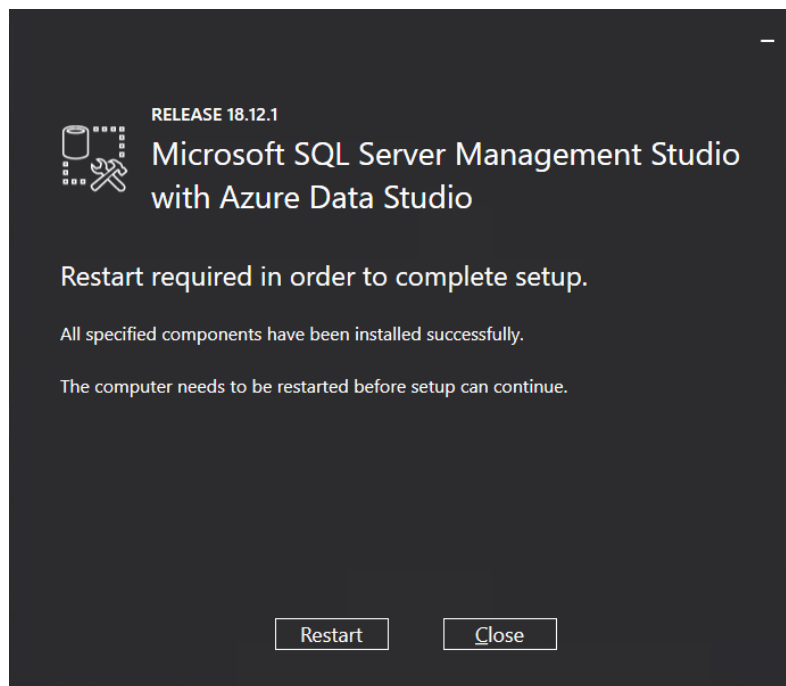 RELEASE 18.12.1
Microsoft SQL Server Management Studio
with Azure Data Studio
Restart required in order to complete setup.
All specified components have been installed successfully.
The computer needs to be restarted before setup can continue.
Restart
Close